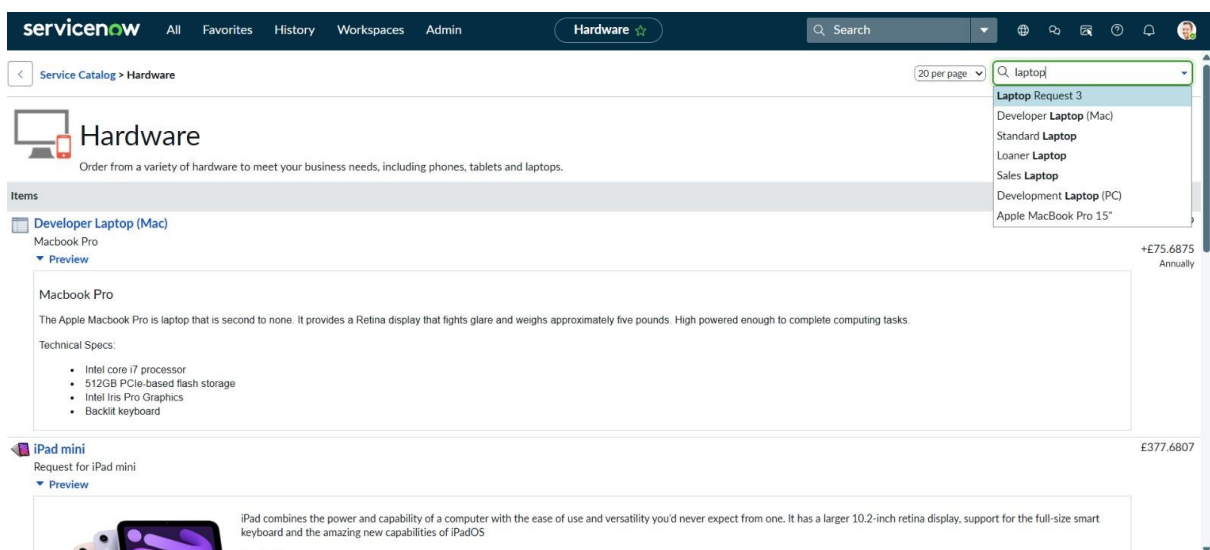 servicenow All Favorites History Workspaces Admin Hardware Search
Service Catalog > Hardware 20 per page laptop
Laptop Request 3
Developer Laptop (Mac)
Standard Laptop
Loaner Laptop
Sales Laptop
Development Laptop (PC)
Apple MacBook Pro 15"
Hardware
Order from a variety of hardware to meet your business needs, including phones, tablets and laptops.
Items
Developer Laptop (Mac)
Macbook Pro
+£75.6875
Annually
Preview
Macbook Pro
The Apple Macbook Pro is laptop that is second to none. It provides a Retina display that fights glare and weighs approximately five pounds. High powered enough to complete computing tasks.
Technical Specs:
• Intel core i7 processor
• 512GB PCIe-based flash storage
• Intel Iris Pro Graphics
• Backlit keyboard
iPad mini £377.6807
Request for iPad mini
Preview
iPad combines the power and capability of a computer with the ease of use and versatility you'd never expect from one. It has a larger 10.2-inch retina display, support for the full-size smart
keyboard and the amazing new capabilities of iPadOS